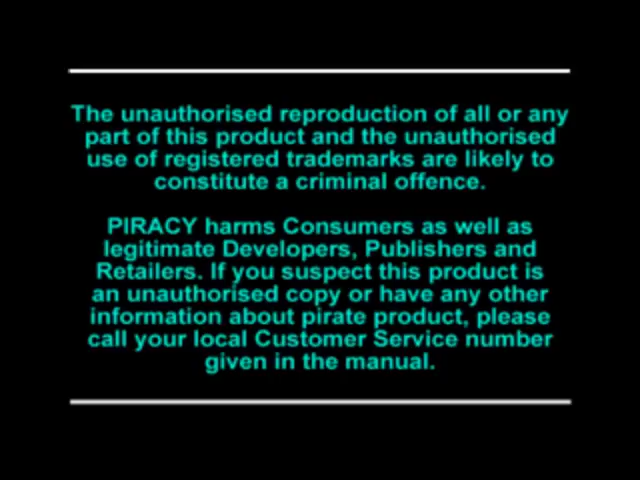 The unauthorised reproduction of all or any
part of this product and the unauthorised
use of registered trademarks are likely to
constitute a criminal offence.
PIRACY harms Consumers as well as
legitimate Developers, Publishers and
Retailers. If you suspect this product is
an unauthorised copy or have any other
information about pirate product, please
call your local Customer Service number
given in the manual.